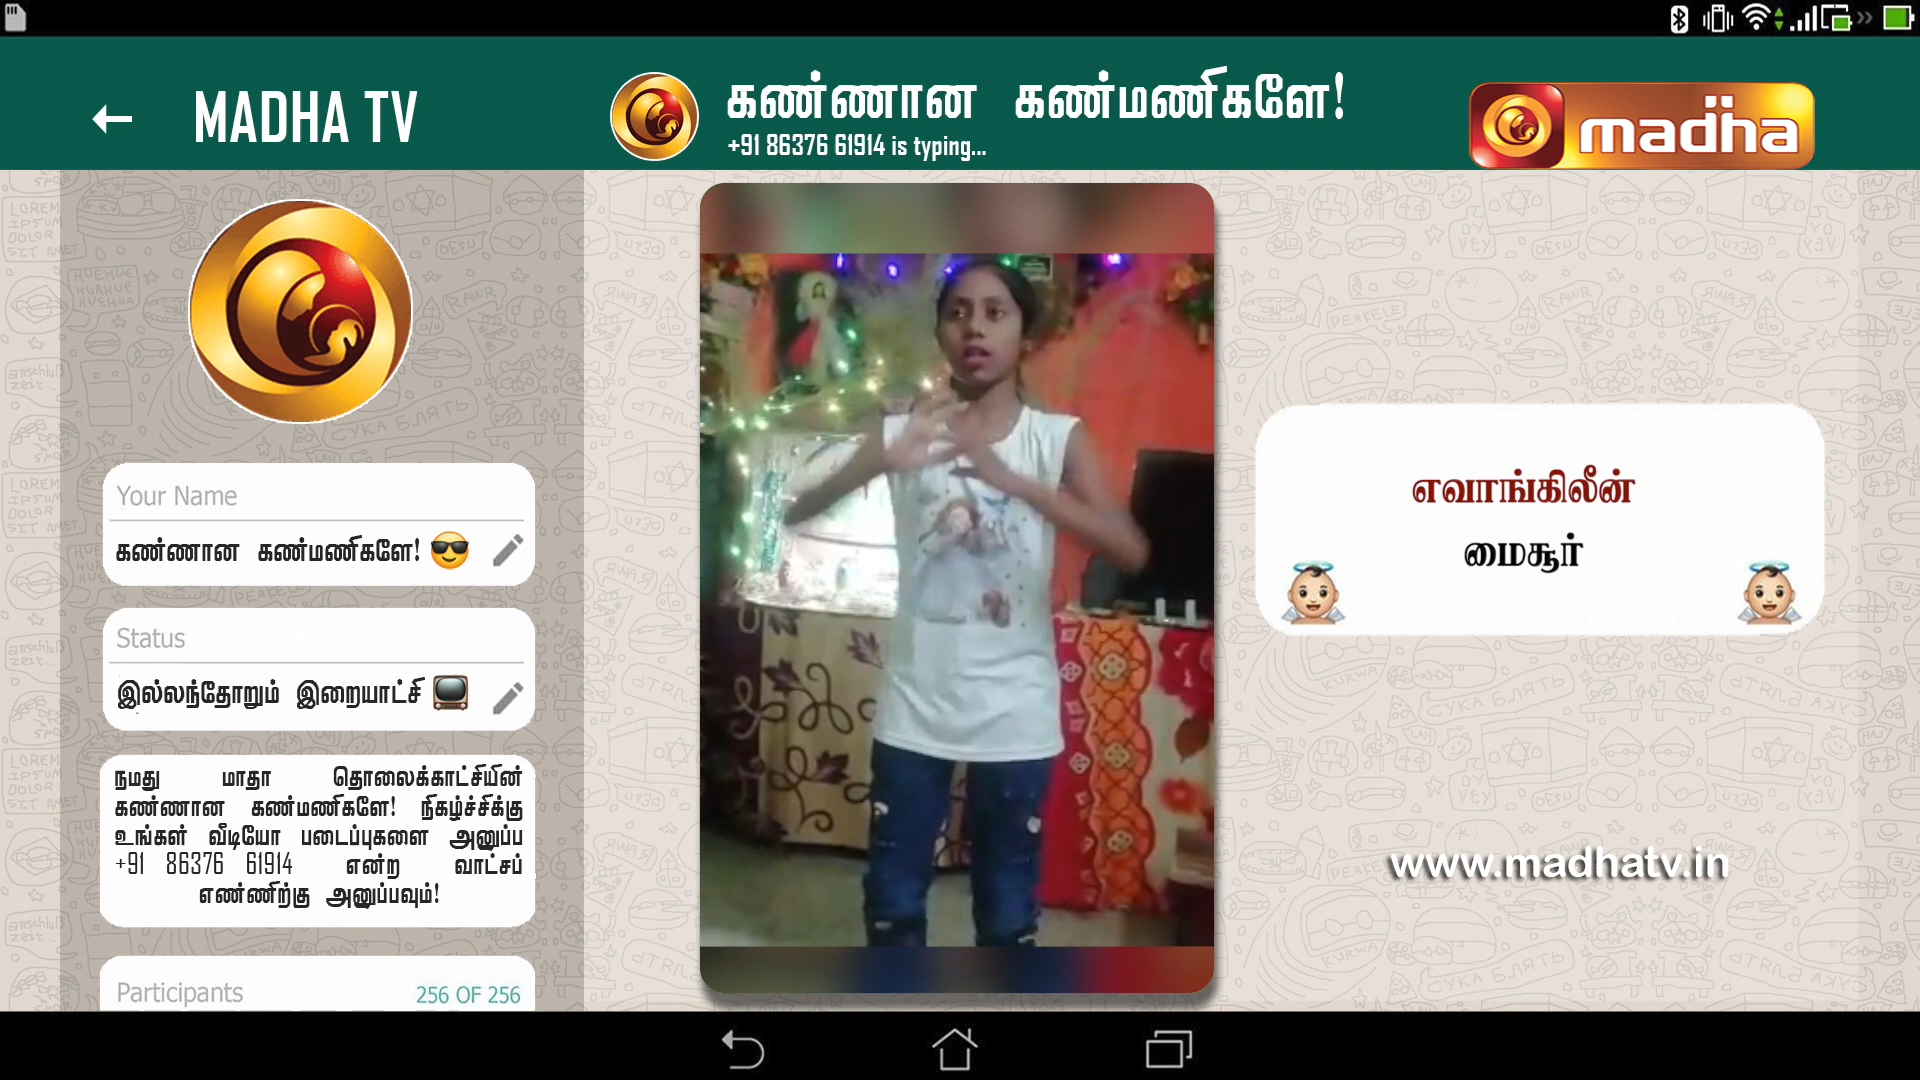 MADHA TV
கண்ணான கண்மணிகளே!
+91 86376 61914 is typing...
madha
Your Name
கண்ணான கண்மணிகளே! 😎
Status
இல்லந்தோறும் இறையாட்சி 📺
நமது மாதா தொலைக்காட்சியின்
கண்ணான கண்மணிகளே! நிகழ்ச்சிக்கு
உங்கள் வீடியோ படைப்புகளை அனுப்ப
+91 86376 61914 என்ற வாட்சப்
எண்ணிற்கு அனுப்பவும்!
Participants 256 OF 256
எவாங்கிலீன்
மைசூர்
www.madhatv.in